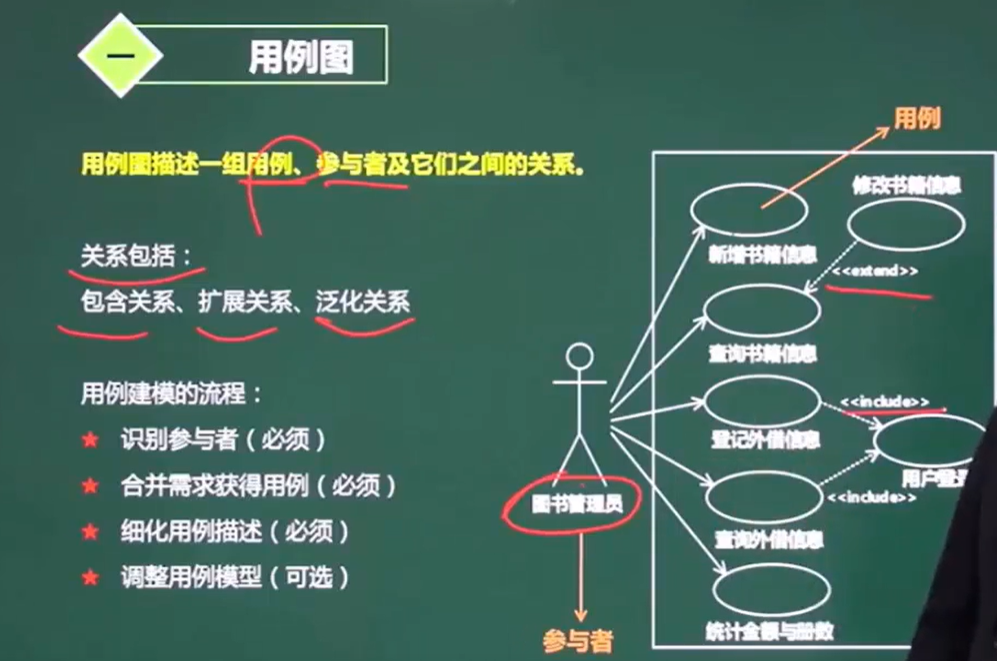 一
用例图
用例图描述一组用例、参与者及它们之间的关系。
关系包括：
包含关系、扩展关系、泛化关系
用例建模的流程：
★ 识别参与者（必须）
★ 合并需求获得用例（必须）
★ 细化用例描述（必须）
★ 调整用例模型（可选）
用例
修改书籍信息
新增书籍信息
<<extend>>
查询书籍信息
<<include>>
登记外借信息
用户登
图书管理员
<<include>>
查询外借信息
统计金额与册数
参与者